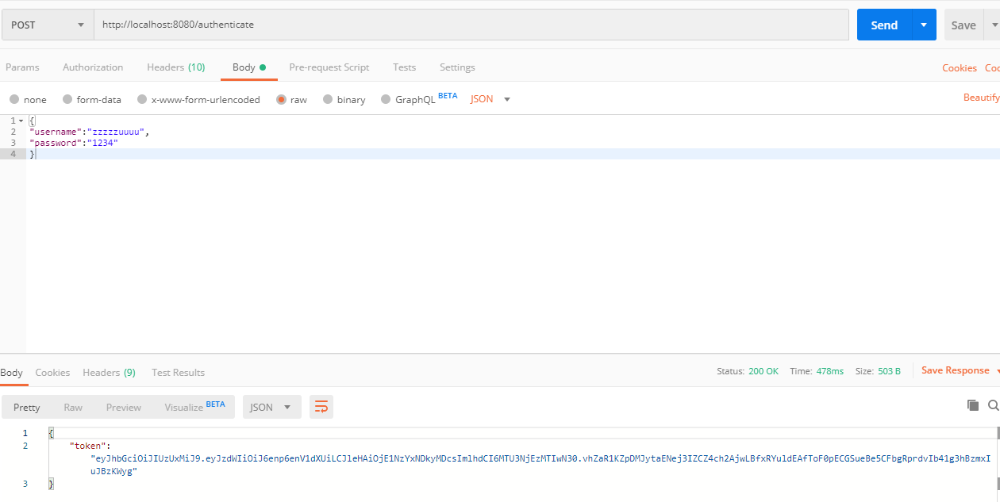 POST http://localhost:8080/authenticate Send Save
Params Authorization Headers (10) Body Pre-request Script Tests Settings Cookies
none form-data x-www-form-urlencoded raw binary GraphQL BETA JSON Beautify
1 {
2 "username":"zzzzzuuuu",
3 "password":"1234"
4 }
Body Cookies Headers (9) Test Results Status: 200 OK Time: 478ms Size: 503 B Save Response
Pretty Raw Preview Visualize BETA JSON
1 {
2 "token":
"eyJhbGciOiJIUzUxMiJ9.eyJzdWIiOiJ6enp6enV1dXUiLCJleHAiOjE1NzYxNDkyMDcsImlhdCI6MTU3NjEzMTIwN30.vhZaR1KZpDMJytaENej3IZCZ4ch2AjwLBfxRYuldEAfToF0pECGSueBe5CFbgRprdvIb41g3hBzmxI
uJBzKWyg"
3 }